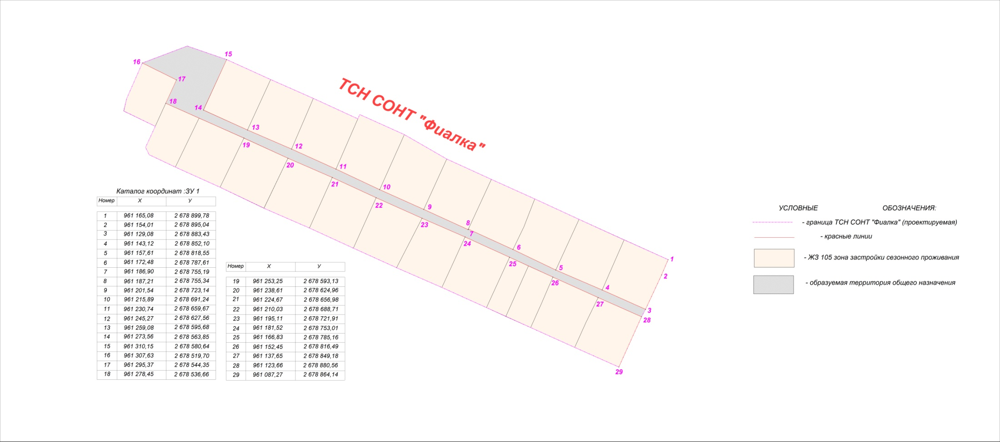 15
16
17
18
14
13
19
12
20
11
21
10
22
9
23
8
7
24
6
25
5
26
4
27
1
2
3
28
29
ТСН СОНТ "Фиалка"
Каталог координат :ЗУ 1
Номер X У
1 961 165,08 2 678 899,78
2 961 154,01 2 678 895,04
3 961 129,08 2 678 883,43
4 961 143,12 2 678 852,10
5 961 157,61 2 678 818,55
6 961 172,48 2 678 787,61
7 961 186,90 2 678 755,19
8 961 187,21 2 678 755,34
9 961 201,54 2 678 723,14
10 961 215,89 2 678 691,24
11 961 230,74 2 678 659,67
12 961 245,27 2 678 627,56
13 961 259,08 2 678 595,68
14 961 273,56 2 678 563,85
15 961 310,15 2 678 580,64
16 961 307,63 2 678 519,70
17 961 295,37 2 678 544,35
18 961 278,45 2 678 536,66
Номер X У
19 961 253,25 2 678 593,13
20 961 238,61 2 678 624,96
21 961 224,67 2 678 656,98
22 961 210,03 2 678 688,71
23 961 195,11 2 678 721,91
24 961 181,52 2 678 753,01
25 961 166,83 2 678 785,16
26 961 152,45 2 678 816,49
27 961 137,65 2 678 849,18
28 961 123,66 2 678 880,56
29 961 087,27 2 678 864,14
УСЛОВНЫЕ ОБОЗНАЧЕНИЯ:
- граница ТСН СОНТ "Фиалка" (проектируемая)
- красные линии
- ЖЗ 105 зона застройки сезонного проживания
- образуемая территория общего назначения